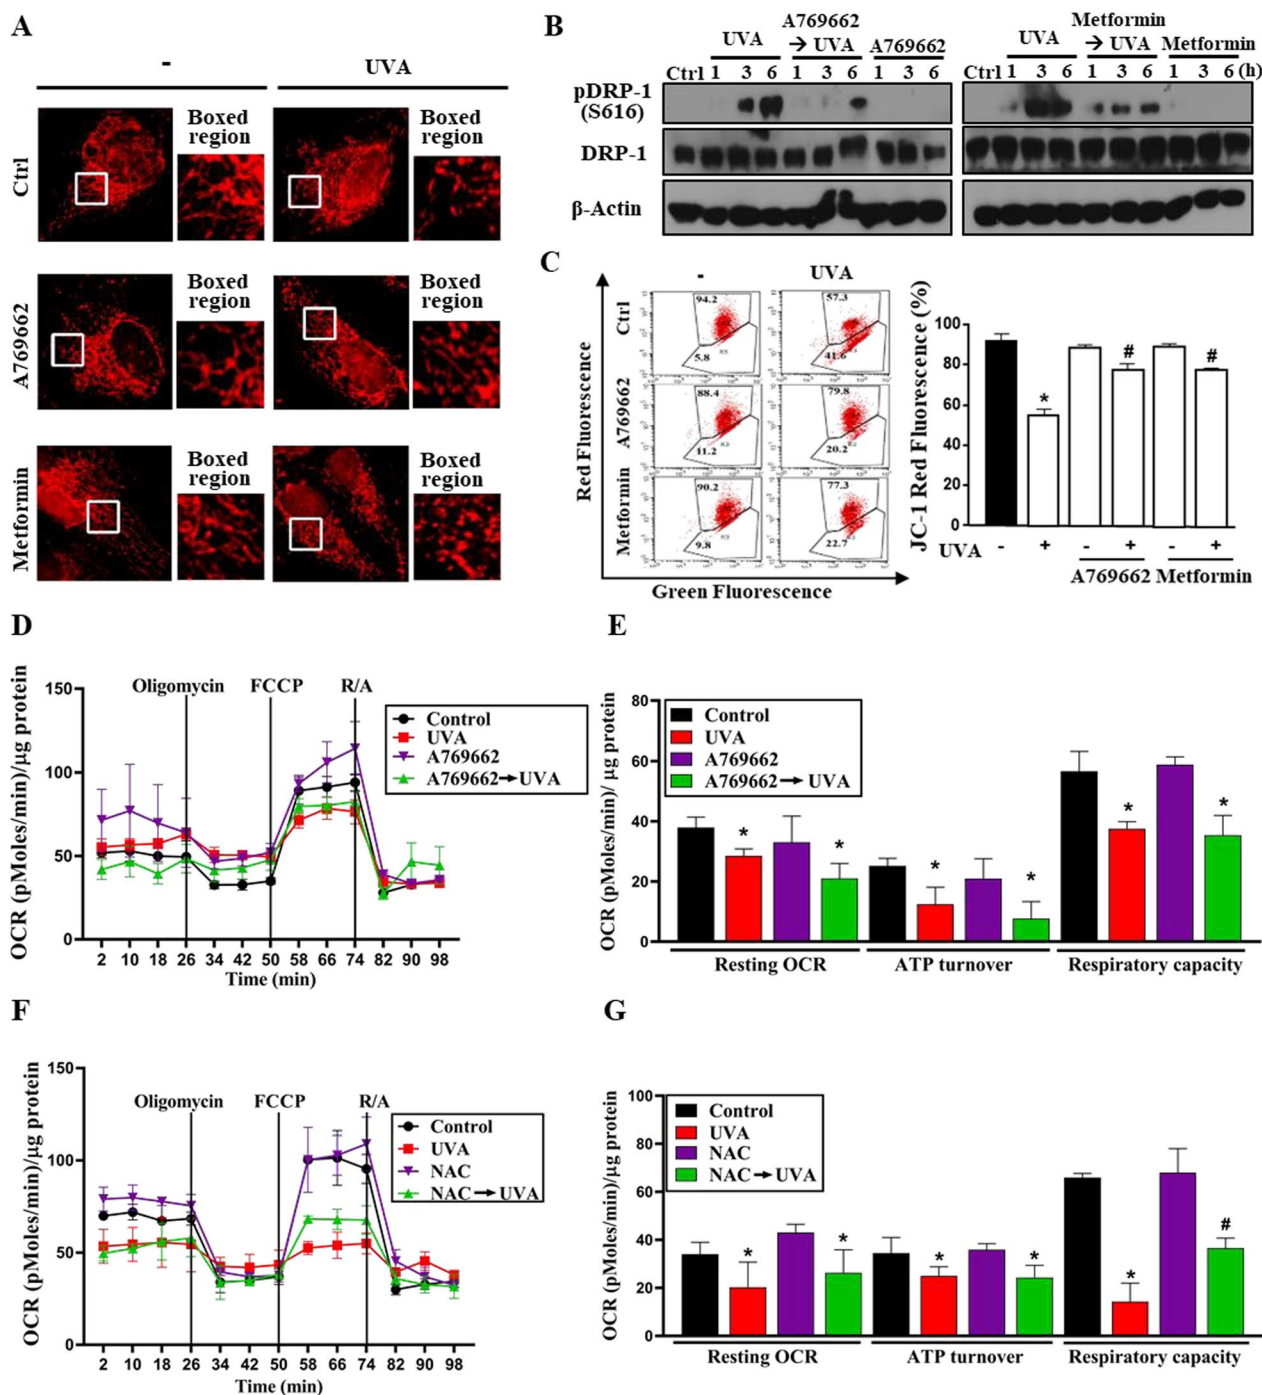 A
-
UVA
Ctrl
Boxed
region
Boxed
region
A769662
Boxed
region
Boxed
region
Metformin
Boxed
region
Boxed
region
B
A769662
UVA
→ UVA
A769662
Ctrl 1 3 6 1 3 6 1 3 6
Metformin
UVA
→ UVA
Metformin
Ctrl 1 3 6 1 3 6 1 3 6 (h)
pDRP-1
(S616)
DRP-1
β-Actin
C
-
UVA
Red Fluorescence
Ctrl
94.2
5.8
57.3
41.6
A769662
88.4
11.2
79.8
20.2
Metformin
90.2
9.8
77.3
22.7
Green Fluorescence
JC-1 Red Fluorescence (%)
100
80
60
40
20
0
*
#
#
UVA - + - + - +
A769662 Metformin
D
OCR (pMoles/min)/µg protein
150
100
50
0
Oligomycin
FCCP
R/A
Control
UVA
A769662
A769662→UVA
2 10 18 26 34 42 50 58 66 74 82 90 98
Time (min)
E
OCR (pMoles/min)/ µg protein
80
60
40
20
0
Control
UVA
A769662
A769662→ UVA
*
*
*
*
*
*
Resting OCR
ATP turnover
Respiratory capacity
F
OCR (pMoles/min)/µg protein
150
100
50
0
Oligomycin
FCCP
R/A
Control
UVA
NAC
NAC→UVA
2 10 18 26 34 42 50 58 66 74 82 90 98
Time (min)
G
OCR (pMoles/min)/µg protein
100
80
60
40
20
0
Control
UVA
NAC
NAC→UVA
*
*
*
*
*
#
Resting OCR
ATP turnover
Respiratory capacity